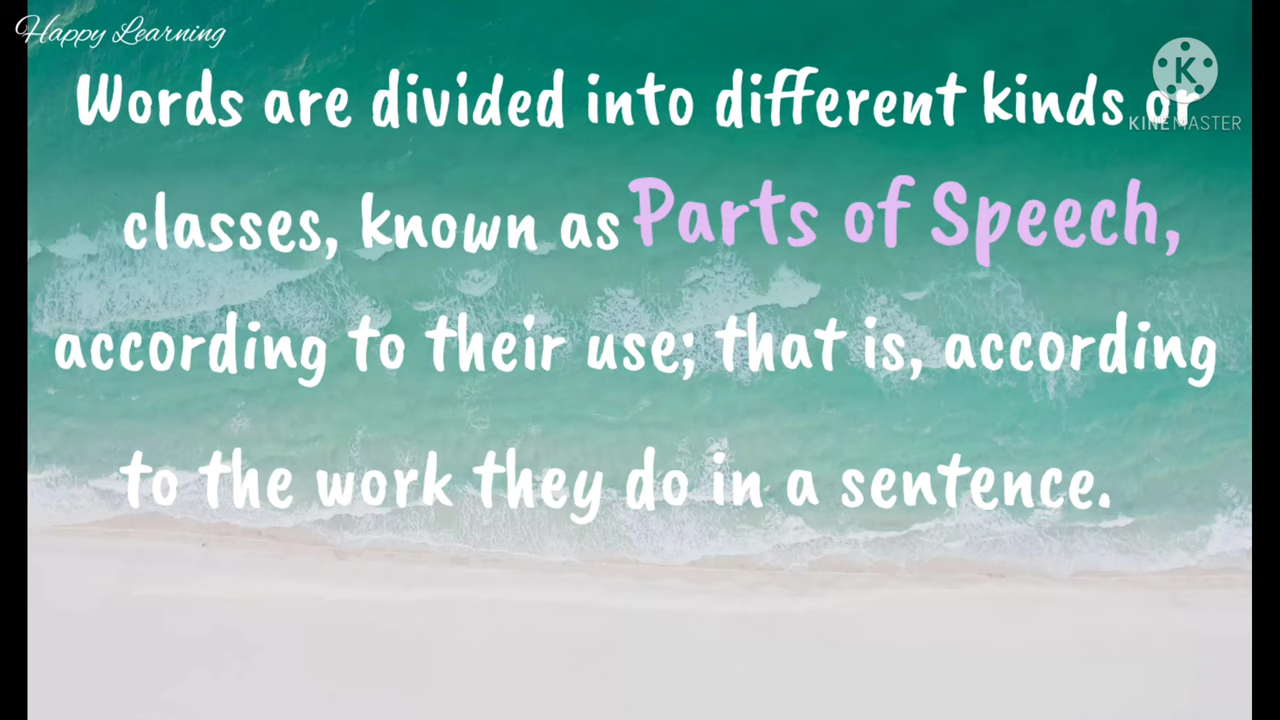 Happy Learning
Words are divided into different kinds or
KINEMASTER
classes, known as Parts of Speech,
according to their use; that is, according
to the work they do in a sentence.